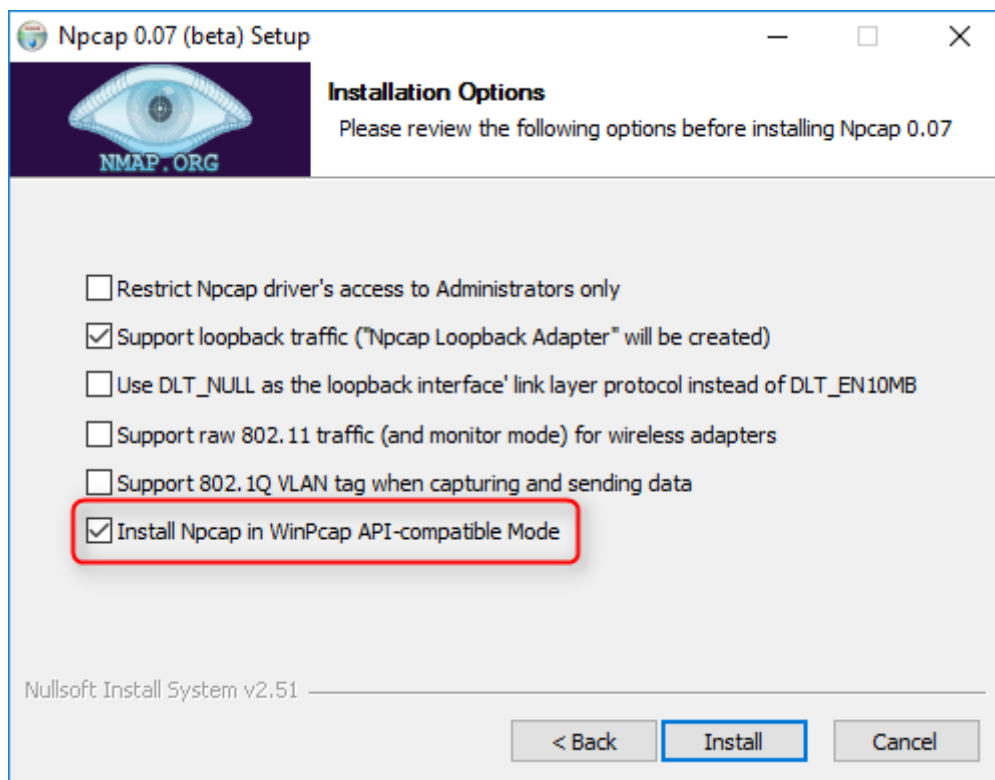 Npcap 0.07 (beta) Setup
NMAP.ORG
Installation Options
Please review the following options before installing Npcap 0.07
Restrict Npcap driver's access to Administrators only
Support loopback traffic ("Npcap Loopback Adapter" will be created)
Use DLT_NULL as the loopback interface' link layer protocol instead of DLT_EN10MB
Support raw 802.11 traffic (and monitor mode) for wireless adapters
Support 802.1Q VLAN tag when capturing and sending data
Install Npcap in WinPcap API-compatible Mode
Nullsoft Install System v2.51
< Back Install Cancel